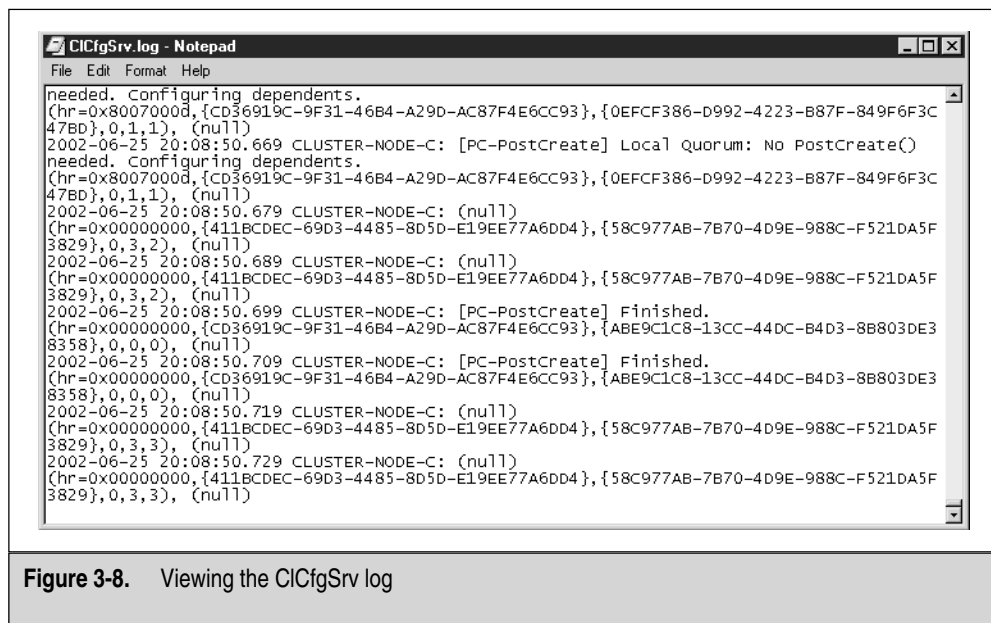 ClCfgSrv.log - Notepad
File Edit Format Help
needed. Configuring dependents.
(hr=0x8007000d,{CD36919C-9F31-46B4-A29D-AC87F4E6CC93},{0EFCF386-D992-4223-B87F-849F6F3C
47BD},0,1,1), (null)
2002-06-25 20:08:50.669 CLUSTER-NODE-C: [PC-PostCreate] Local Quorum: No PostCreate()
needed. Configuring dependents.
(hr=0x8007000d,{CD36919C-9F31-46B4-A29D-AC87F4E6CC93},{0EFCF386-D992-4223-B87F-849F6F3C
47BD},0,1,1), (null)
2002-06-25 20:08:50.679 CLUSTER-NODE-C: (null)
(hr=0x00000000,{411BCDEC-69D3-4485-8D5D-E19EE77A6DD4},{58C977AB-7B70-4D9E-988C-F521DA5F
3829},0,3,2), (null)
2002-06-25 20:08:50.689 CLUSTER-NODE-C: (null)
(hr=0x00000000,{411BCDEC-69D3-4485-8D5D-E19EE77A6DD4},{58C977AB-7B70-4D9E-988C-F521DA5F
3829},0,3,2), (null)
2002-06-25 20:08:50.699 CLUSTER-NODE-C: [PC-PostCreate] Finished.
(hr=0x00000000,{CD36919C-9F31-46B4-A29D-AC87F4E6CC93},{ABE9C1C8-13CC-44DC-B4D3-8B803DE3
8358},0,0,0), (null)
2002-06-25 20:08:50.709 CLUSTER-NODE-C: [PC-PostCreate] Finished.
(hr=0x00000000,{CD36919C-9F31-46B4-A29D-AC87F4E6CC93},{ABE9C1C8-13CC-44DC-B4D3-8B803DE3
8358},0,0,0), (null)
2002-06-25 20:08:50.719 CLUSTER-NODE-C: (null)
(hr=0x00000000,{411BCDEC-69D3-4485-8D5D-E19EE77A6DD4},{58C977AB-7B70-4D9E-988C-F521DA5F
3829},0,3,3), (null)
2002-06-25 20:08:50.729 CLUSTER-NODE-C: (null)
(hr=0x00000000,{411BCDEC-69D3-4485-8D5D-E19EE77A6DD4},{58C977AB-7B70-4D9E-988C-F521DA5F
3829},0,3,3), (null)
Figure 3-8. Viewing the ClCfgSrv log